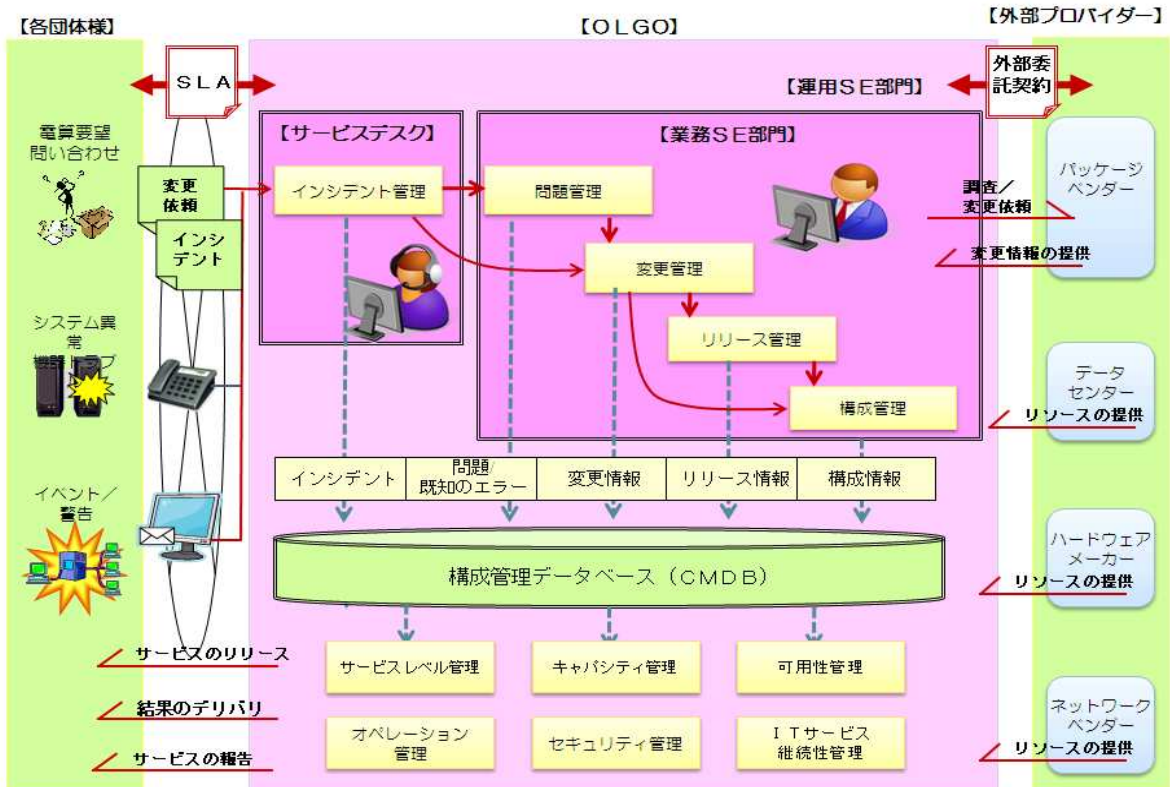 【各団体様】
【OLGO】
【外部プロバイダー】
SLA
外部委
託契約
【運用SE部門】
【サービスデスク】
【業務SE部門】
電算要望
問い合わせ
変更
依頼
インシ
デント
インシデント管理
問題管理
変更管理
リリース管理
構成管理
調査/
変更依頼
変更情報の提供
パッケージ
ベンダー
システム異
常
機器トラブ
データ
センター
リソースの提供
インシデント
問題/
既知のエラー
変更情報
リリース情報
構成情報
イベント/
警告
構成管理データベース(CMDB)
ハードウェア
メーカー
リソースの提供
サービスのリリース
結果のデリバリ
サービスの報告
サービスレベル管理
キャパシティ管理
可用性管理
オペレーション
管理
セキュリティ管理
ITサービス
継続性管理
ネットワーク
ベンダー
リソースの提供